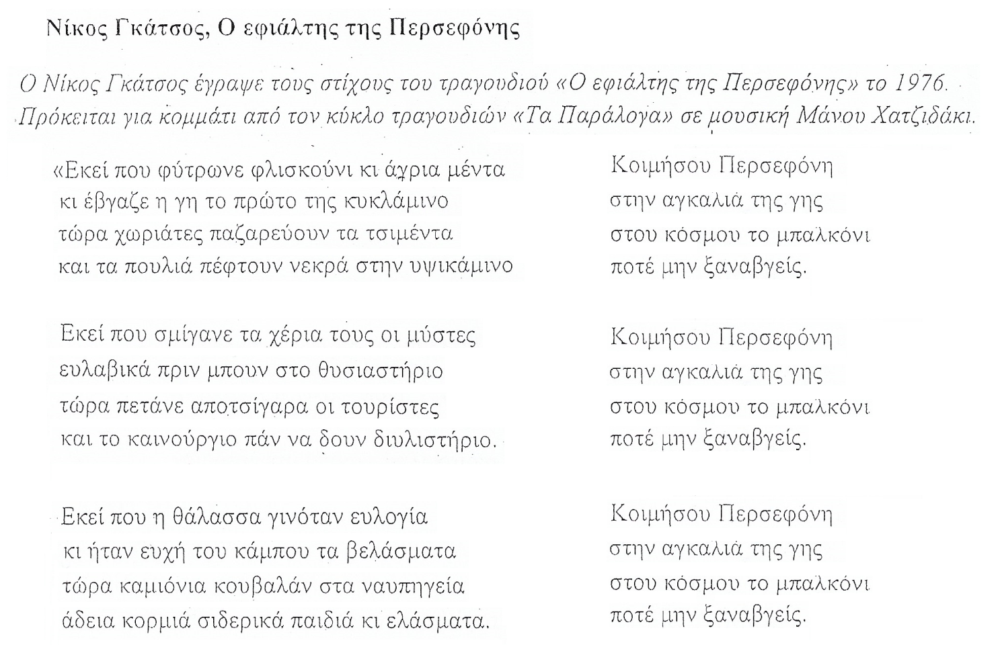 Νίκος Γκάτσος, Ο εφιάλτης της Περσεφόνης
Ο Νίκος Γκάτσος έγραψε τους στίχους του τραγουδιού «Ο εφιάλτης της Περσεφόνης» το 1976.
Πρόκειται για κομμάτι από τον κύκλο τραγουδιών «Τα Παράλογα» σε μουσική Μάνου Χατζιδάκι.
«Εκεί που φύτρωνε φλισκούνι κι άγρια μέντα
κι έβγαζε η γη το πρώτο της κυκλάμινο
τώρα χωριάτες παζαρεύουν τα τσιμέντα
και τα πουλιά πέφτουν νεκρά στην υψικάμινο
Κοιμήσου Περσεφόνη
στην αγκαλιά της γης
στου κόσμου το μπαλκόνι
ποτέ μην ξαναβγείς.
Εκεί που σμίγανε τα χέρια τους οι μύστες
ευλαβικά πριν μπουν στο θυσιαστήριο
τώρα πετάνε αποτσίγαρα οι τουρίστες
και το καινούργιο πάν να δουν διυλιστήριο.
Κοιμήσου Περσεφόνη
στην αγκαλιά της γης
στου κόσμου το μπαλκόνι
ποτέ μην ξαναβγείς.
Εκεί που η θάλασσα γινόταν ευλογία
κι ήταν ευχή του κάμπου τα βελάσματα
τώρα καμιόνια κουβαλάν στα ναυπηγεία
άδεια κορμιά σιδερικά παιδιά κι ελάσματα.
Κοιμήσου Περσεφόνη
στην αγκαλιά της γης
στου κόσμου το μπαλκόνι
ποτέ μην ξαναβγείς.